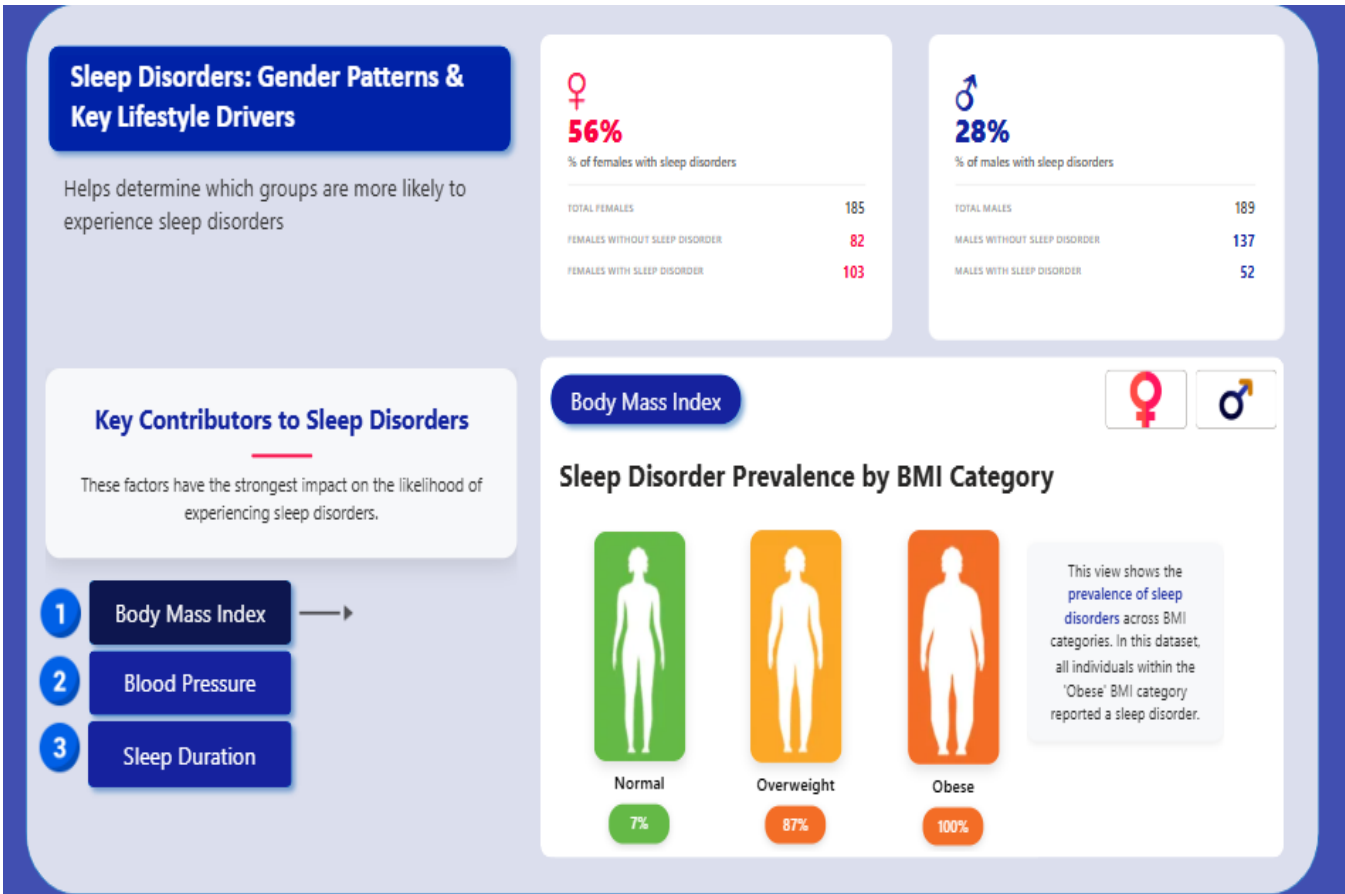 Sleep Disorders: Gender Patterns &
Key Lifestyle Drivers
Helps determine which groups are more likely to
experience sleep disorders
56%
% of females with sleep disorders
TOTAL FEMALES 185
FEMALES WITHOUT SLEEP DISORDER 82
FEMALES WITH SLEEP DISORDER 103
28%
% of males with sleep disorders
TOTAL MALES 189
MALES WITHOUT SLEEP DISORDER 137
MALES WITH SLEEP DISORDER 52
Key Contributors to Sleep Disorders
These factors have the strongest impact on the likelihood of
experiencing sleep disorders.
1 Body Mass Index
2 Blood Pressure
3 Sleep Duration
Body Mass Index
Sleep Disorder Prevalence by BMI Category
Normal
7%
Overweight
87%
Obese
100%
This view shows the
prevalence of sleep
disorders across BMI
categories. In this dataset,
all individuals within the
'Obese' BMI category
reported a sleep disorder.